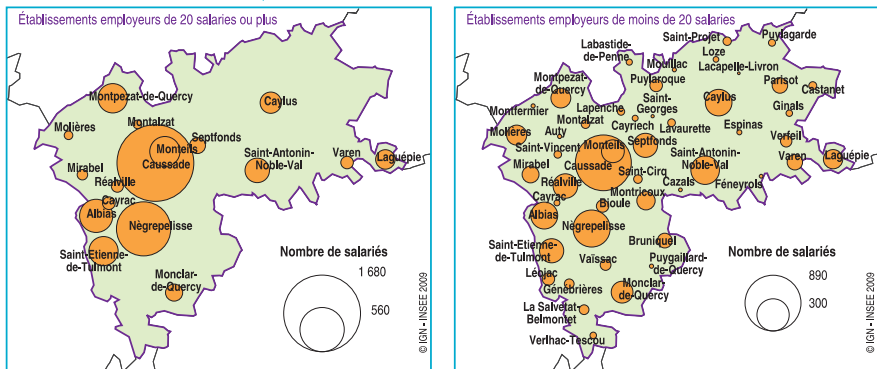 Établissements employeurs de 20 salariés ou plus
Montpezat-de-Quercy
Caylus
Molières
Montalzat
Septfonds
Monteils
Caussade
Mirabel
Réalville
Saint-Antonin-
Noble-Val
Varen
Laguépie
Cayrac
Albias
Nègrepelisse
Saint-Etienne-
de-Tulmont
Monclar-
de-Quercy
Nombre de salariés
1 680
560
© IGN - INSEE 2009
Établissements employeurs de moins de 20 salariés
Saint-Projet
Puylagarde
Labastide-
de-Penne
Loze
Mouillac
Lacapelle-Livron
Montpezat-
de-Quercy
Puylaroque
Parisot
Castanet
Montfermier
Lapenche
Saint-
Georges
Caylus
Ginals
Molières
Auty
Montalzat
Cayriech
Lavaurette
Espinas
Verfeil
Saint-Vincent
Monteils
Septfonds
Caussade
Mirabel
Saint-Cirq
Saint-Antonin-
Noble-Val
Varen
Laguépie
Réalville
Cazals
Féneyrols
Cayrac
Montricoux
Bioule
Albias
Nègrepelisse
Saint-Etienne-
de-Tulmont
Bruniquel
Vaïssac
Puygaillard-
de-Quercy
Léojac
Génébrières
Monclar-
de-Quercy
La Salvetat-
Belmontet
Verlhac-Tescou
Nombre de salariés
890
300
© IGN - INSEE 2009